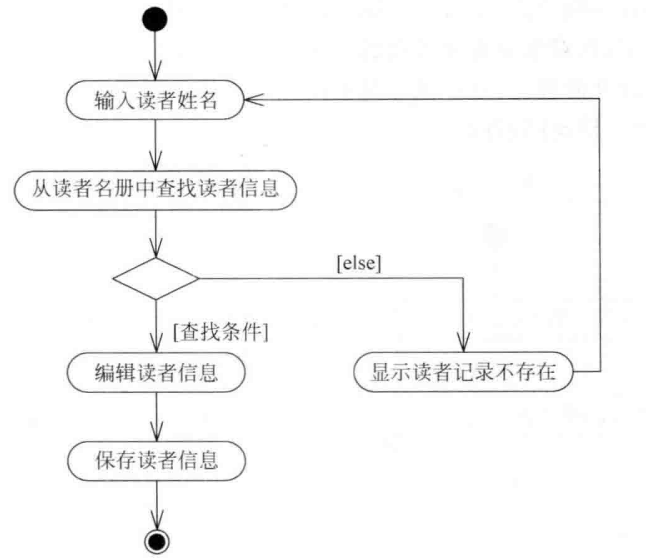 输入读者姓名
从读者名册中查找读者信息
[else]
[查找条件]
编辑读者信息
显示读者记录不存在
保存读者信息